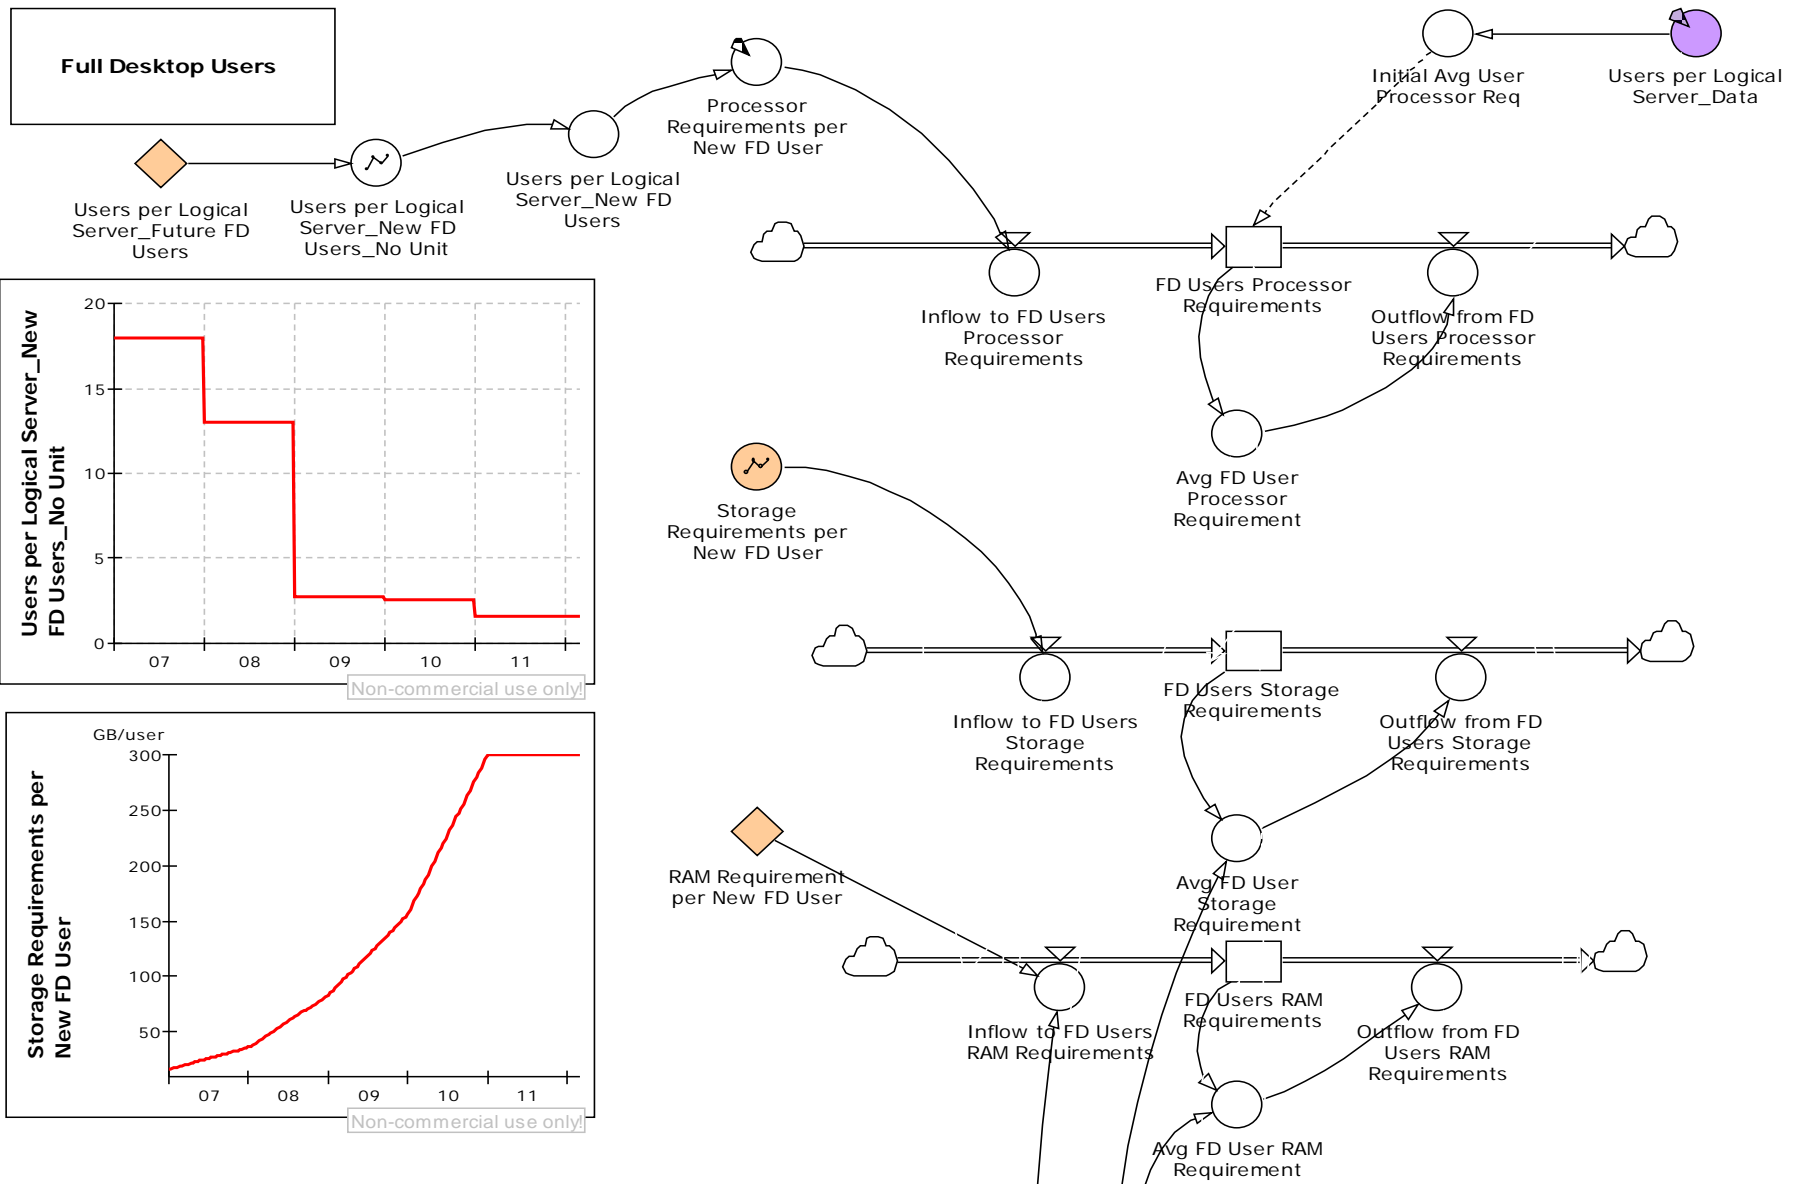 Full Desktop Users
Users per Logical
Server_Future FD
Users
Users per Logical
Server_New FD
Users_No Unit
Users per Logical
Server_New FD
Users
Processor
Requirements per
New FD User
Initial Avg User
Processor Req
Users per Logical
Server_Data
Inflow to FD Users
Processor
Requirements
FD Users Processor
Requirements
Outflow from FD
Users Processor
Requirements
Avg FD User
Processor
Requirement
Users per Logical Server_New
FD Users_No Unit
20
15
10
5
0
07
08
09
10
11
Non-commercial use only!
Storage
Requirements per
New FD User
Inflow to FD Users
Storage
Requirements
FD Users Storage
Requirements
Outflow from FD
Users Storage
Requirements
Avg FD User
Storage
Requirement
Storage Requirements per
New FD User
GB/user
300
250
200
150
100
50
07
08
09
10
11
Non-commercial use only!
RAM Requirement
per New FD User
Inflow to FD Users
RAM Requirements
FD Users RAM
Requirements
Outflow from FD
Users RAM
Requirements
Avg FD User RAM
Requirement